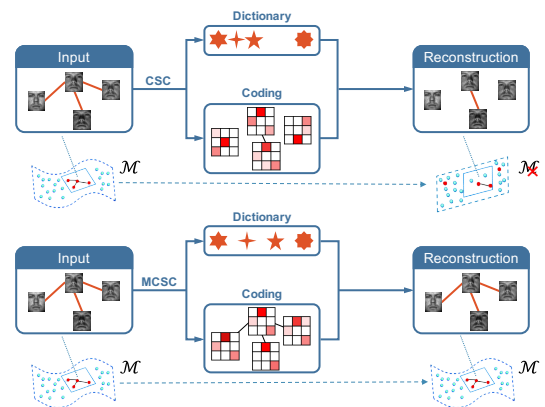 Dictionary
Input
CSC
Coding
Reconstruction
ℳ
ℳ
Dictionary
Input
MCSC
Coding
Reconstruction
ℳ
ℳ